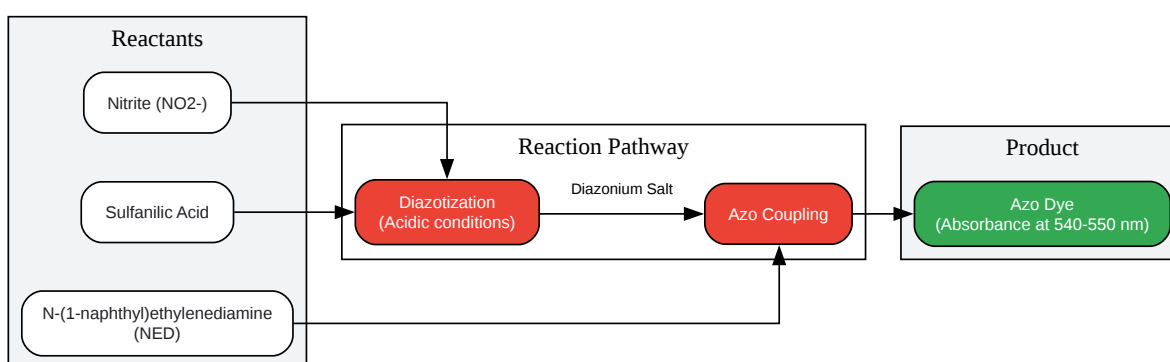 Reactants
Nitrite (NO2-)
Sulfanilic Acid
N-(1-naphthyl)ethylenediamine
(NED)
Reaction Pathway
Diazotization
(Acidic conditions)
Diazonium Salt
Azo Coupling
Product
Azo Dye
(Absorbance at 540-550 nm)